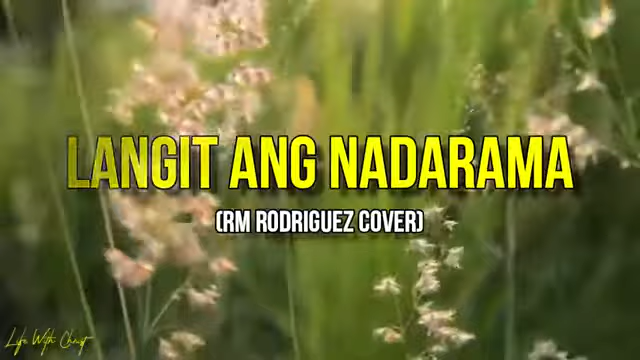 LANGIT ANG NADARAMA
(RM RODRIGUEZ COVER)
Life With Christ